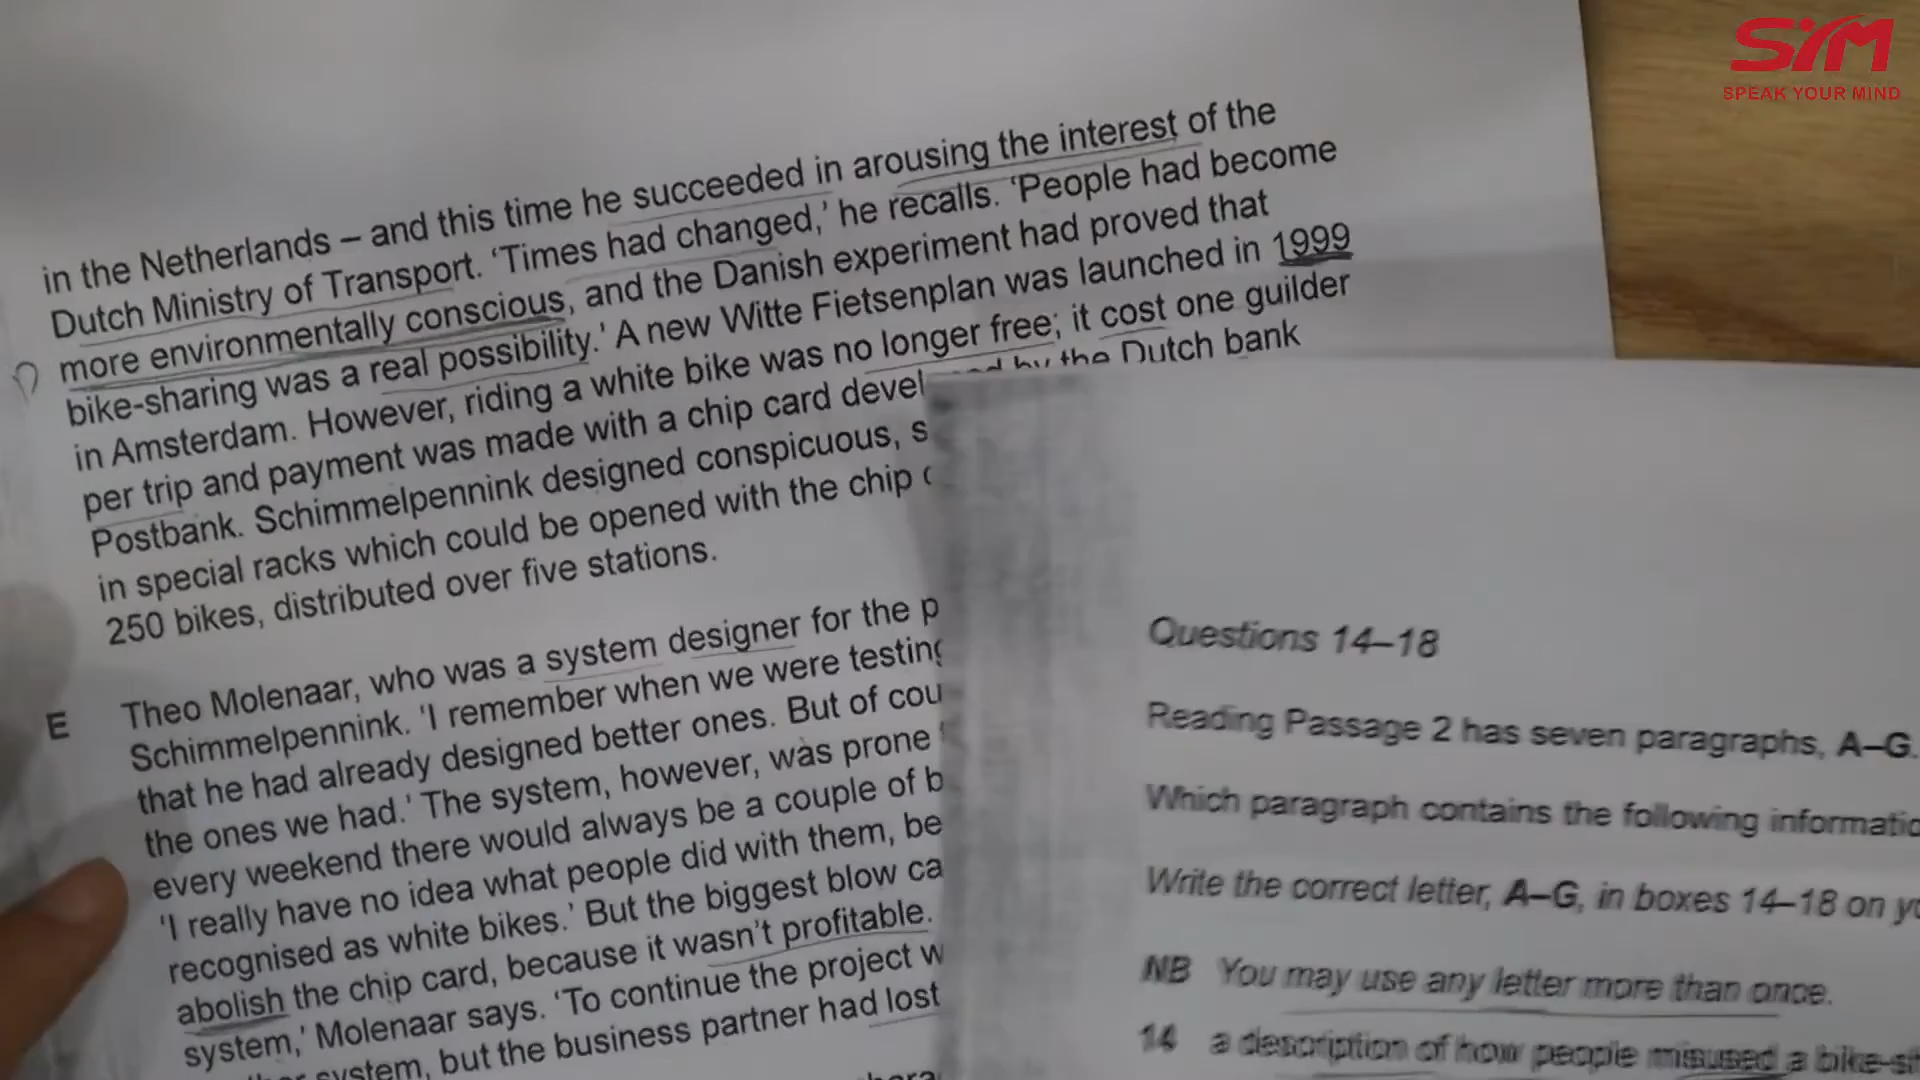 SYM
SPEAK YOUR MIND
in the Netherlands – and this time he succeeded in arousing the interest of the
Dutch Ministry of Transport. ‘Times had changed,’ he recalls. ‘People had become
more environmentally conscious, and the Danish experiment had proved that
bike-sharing was a real possibility.’ A new Witte Fietsenplan was launched in 1999
in Amsterdam. However, riding a white bike was no longer free; it cost one guilder
per trip and payment was made with a chip card by the Dutch bank
Postbank. Schimmelpennink designed conspicuous,
in special racks which could be opened with the chip
250 bikes, distributed over five stations.
E Theo Molenaar, who was a system designer for the
Schimmelpennink. ‘I remember when we were testing
that he had already designed better ones. But of
the ones we had.’ The system, however, was prone
every weekend there would always be a couple of
‘I really have no idea what people did with them,
recognised as white bikes.’ But the biggest blow
abolish the chip card, because it wasn’t profitable.
system,’ Molenaar says. ‘To continue the project
system, but the business partner had lost
Questions 14–18
Reading Passage 2 has seven paragraphs, A–G.
Which paragraph contains the following
Write the correct letter, A–G, in boxes 14–18 on
NB You may use any letter more than once.
14 a description of how people misused a